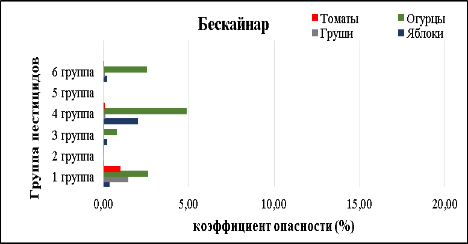 Бескайнар
Томаты
Огурцы
Груши
Яблоки
Группа пестицидов
6 группа
5 группа
4 группа
3 группа
2 группа
1 группа
0,00 5,00 10,00 15,00 20,00
коэффициент опасности (%)